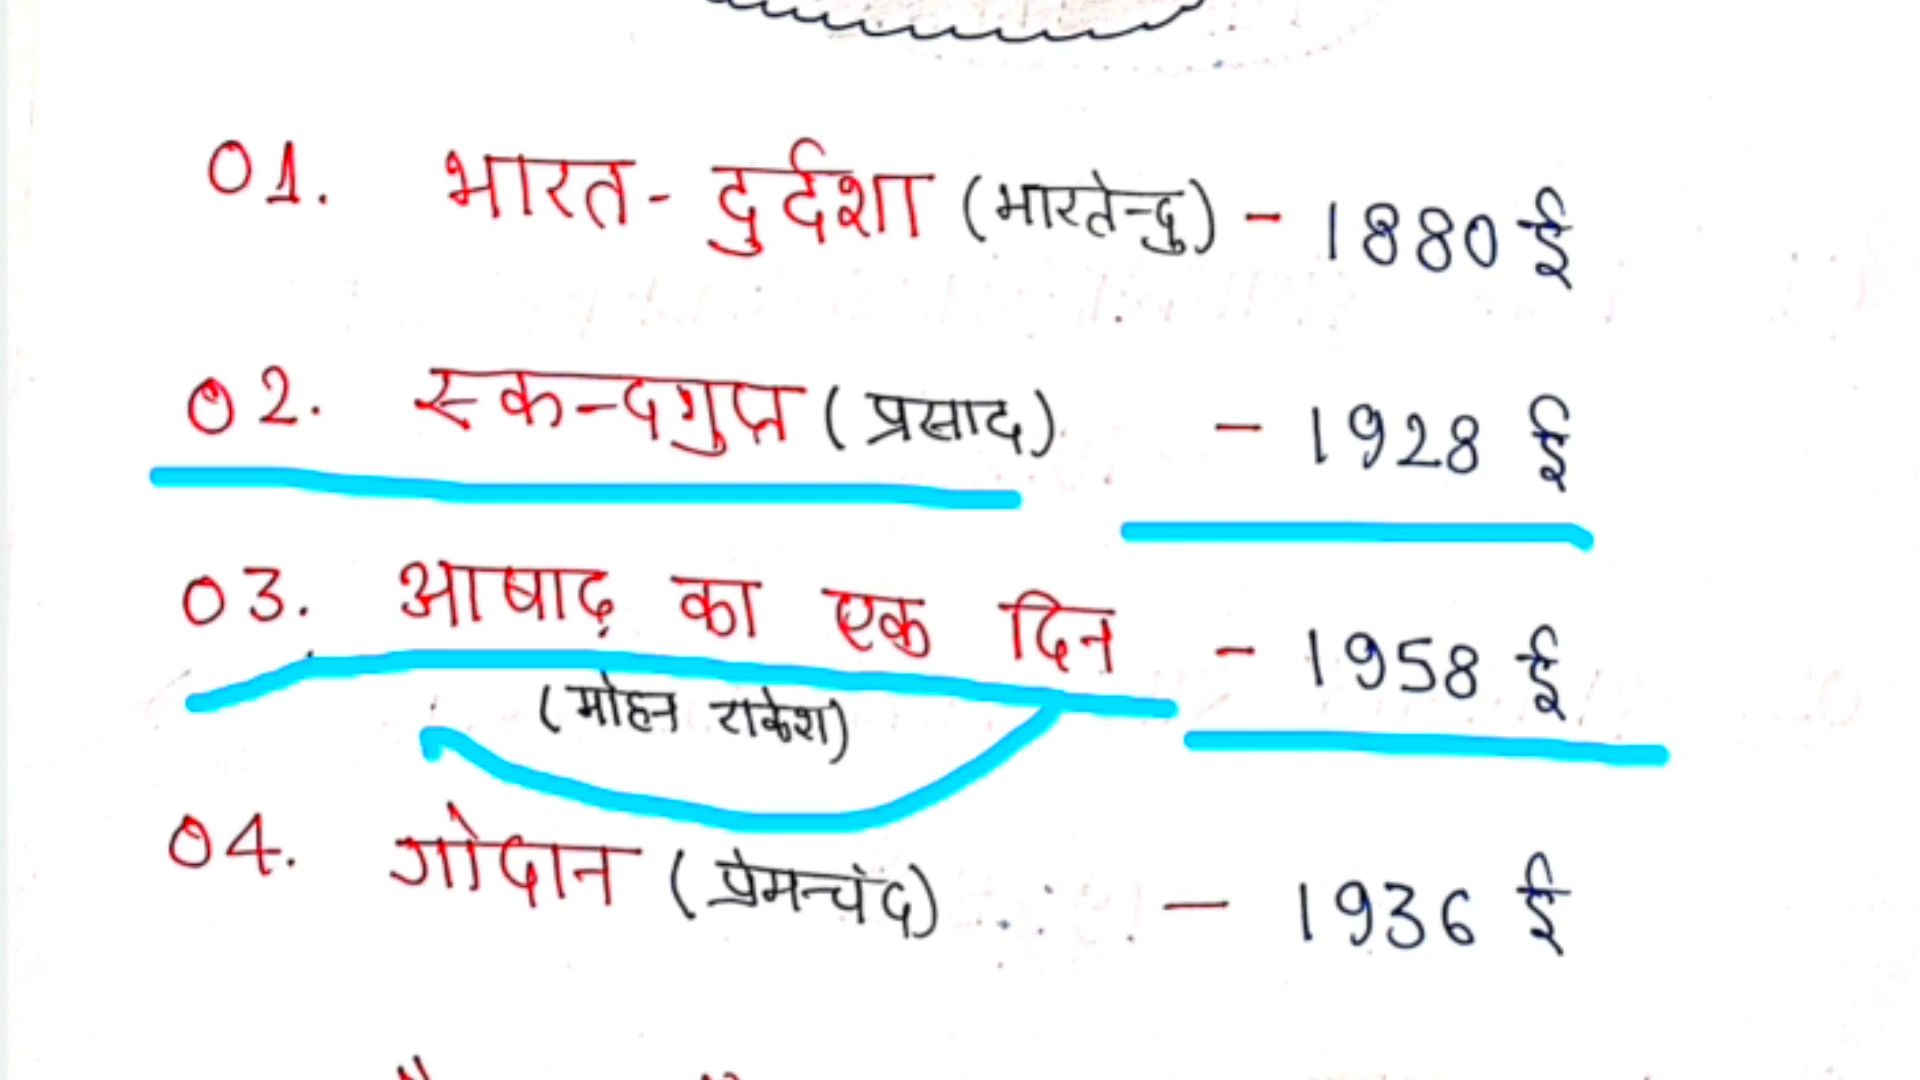 01. भारत - दुर्दशा (भारतेन्दु) - 1880 ई
02. स्कन्दगुप्त (प्रसाद) - 1928 ई
03. आषाढ़ का एक दिन - 1958 ई
(मोहन राकेश)
04. गोदान (प्रेमचंद) - 1936 ई